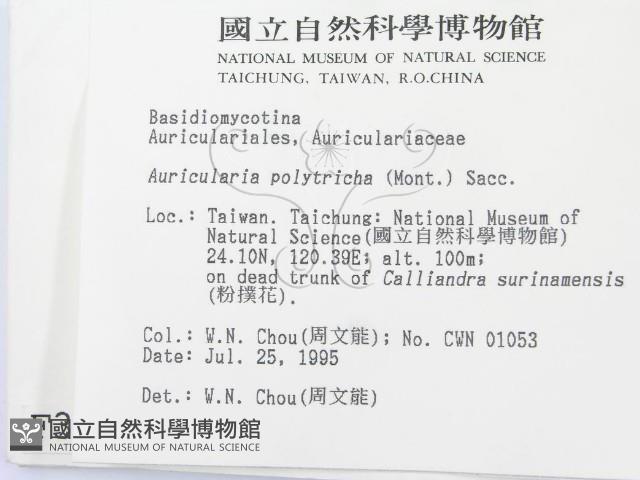 國立自然科學博物館
NATIONAL MUSEUM OF NATURAL SCIENCE
TAICHUNG, TAIWAN, R.O.CHINA
Basidiomycotina
Auriculariales, Auriculariaceae
Auricularia polytricha (Mont.) Sacc.
Loc.: Taiwan. Taichung: National Museum of
Natural Science(國立自然科學博物館)
24.10N, 120.39E; alt. 100m;
on dead trunk of Calliandra surinamensis
(粉撲花).
Col.: W.N. Chou(周文能); No. CWN 01053
Date: Jul. 25, 1995
Det.: W.N. Chou(周文能)
國立自然科學博物館
NATIONAL MUSEUM OF NATURAL SCIENCE